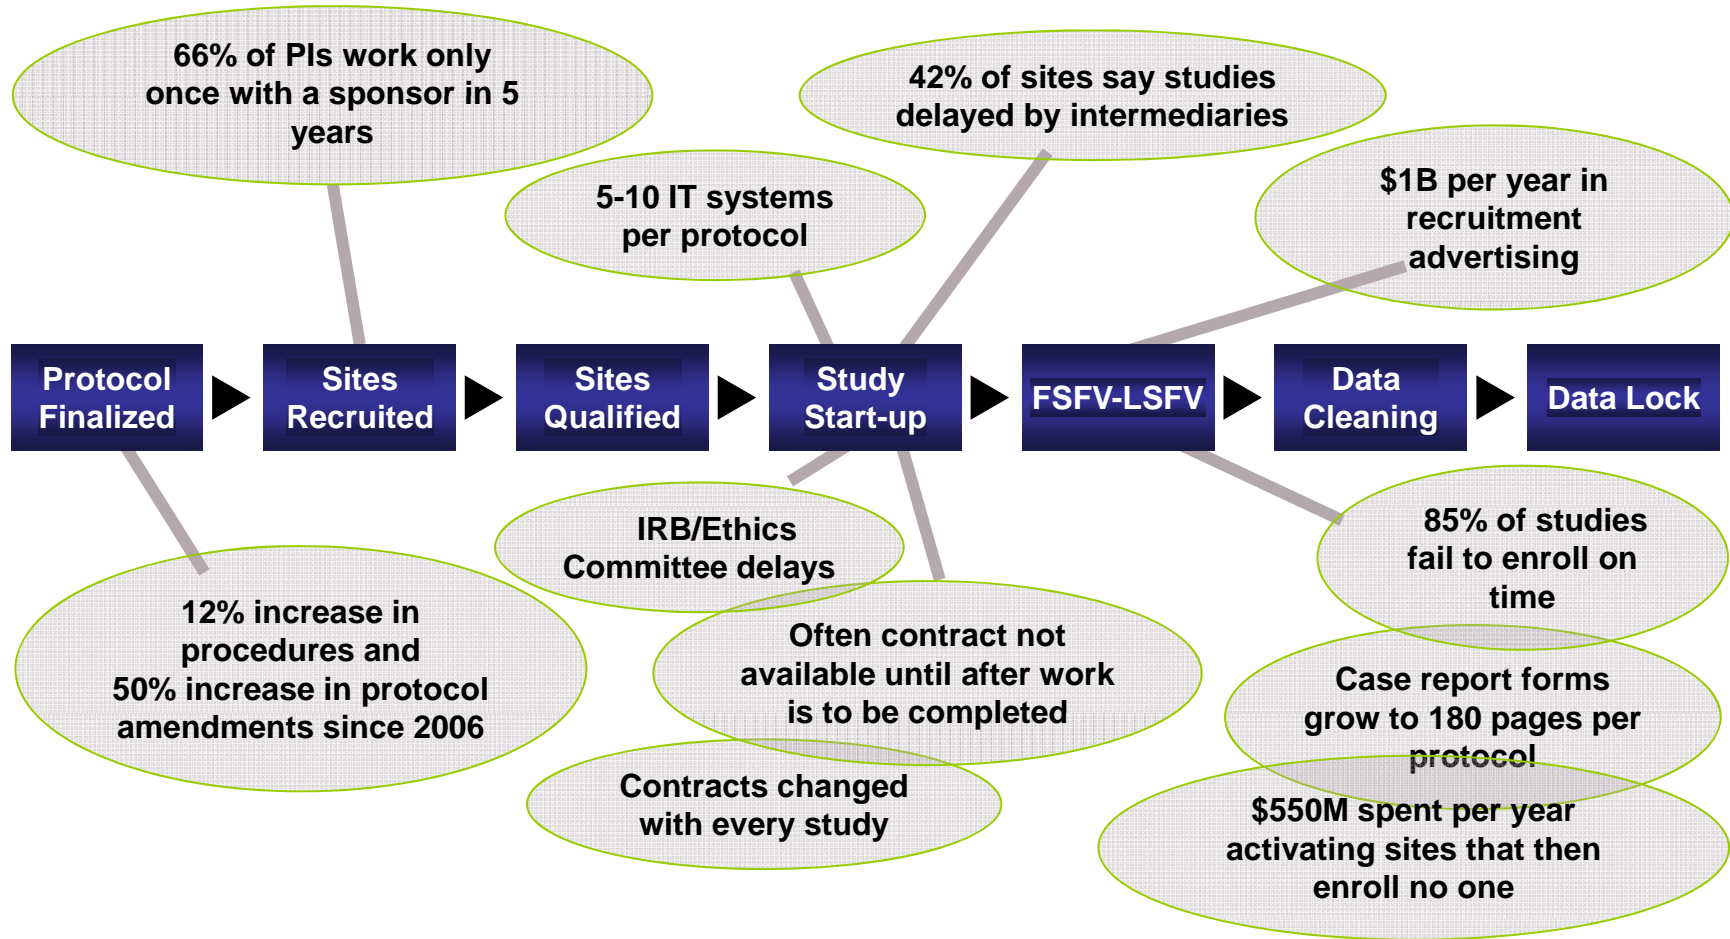 66% of PIs work only
once with a sponsor in 5
years
42% of sites say studies
delayed by intermediaries
5-10 IT systems
per protocol
$1B per year in
recruitment
advertising
Protocol
Finalized
Sites
Recruited
Sites
Qualified
Study
Start-up
FSFV-LSFV
Data
Cleaning
Data Lock
IRB/Ethics
Committee delays
12% increase in
procedures and
50% increase in protocol
amendments since 2006
Often contract not
available until after work
is to be completed
Contracts changed
with every study
85% of studies
fail to enroll on
time
Case report forms
grow to 180 pages per
protocol
$550M spent per year
activating sites that then
enroll no one